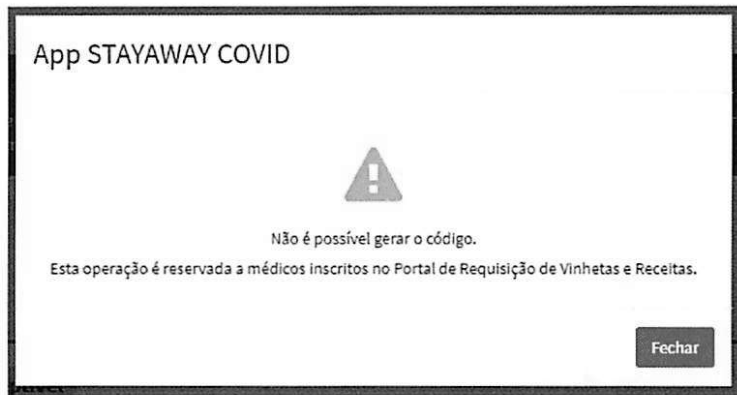 App STAYAWAY COVID
Não é possível gerar o código.
Esta operação é reservada a médicos inscritos no Portal de Requisição de Vinhetas e Receitas.
Fechar